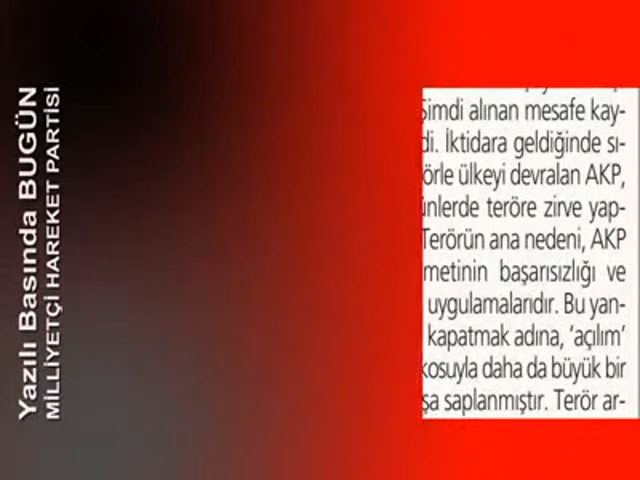 Yazılı Basında BUGÜN
MİLLİYETÇİ HAREKET PARTİSİ
Şimdi alınan mesafe kay-
di. İktidara geldiğinde sı-
örle ülkeyi devralan AKP,
ünlerde teröre zirve yap-
Terörün ana nedeni, AKP
metinin başarısızlığı ve
uygulamalarıdır. Bu yan-
kapatmak adına, ‘açılım’
kosuyla daha da büyük bir
şa saplanmıştır. Terör ar-